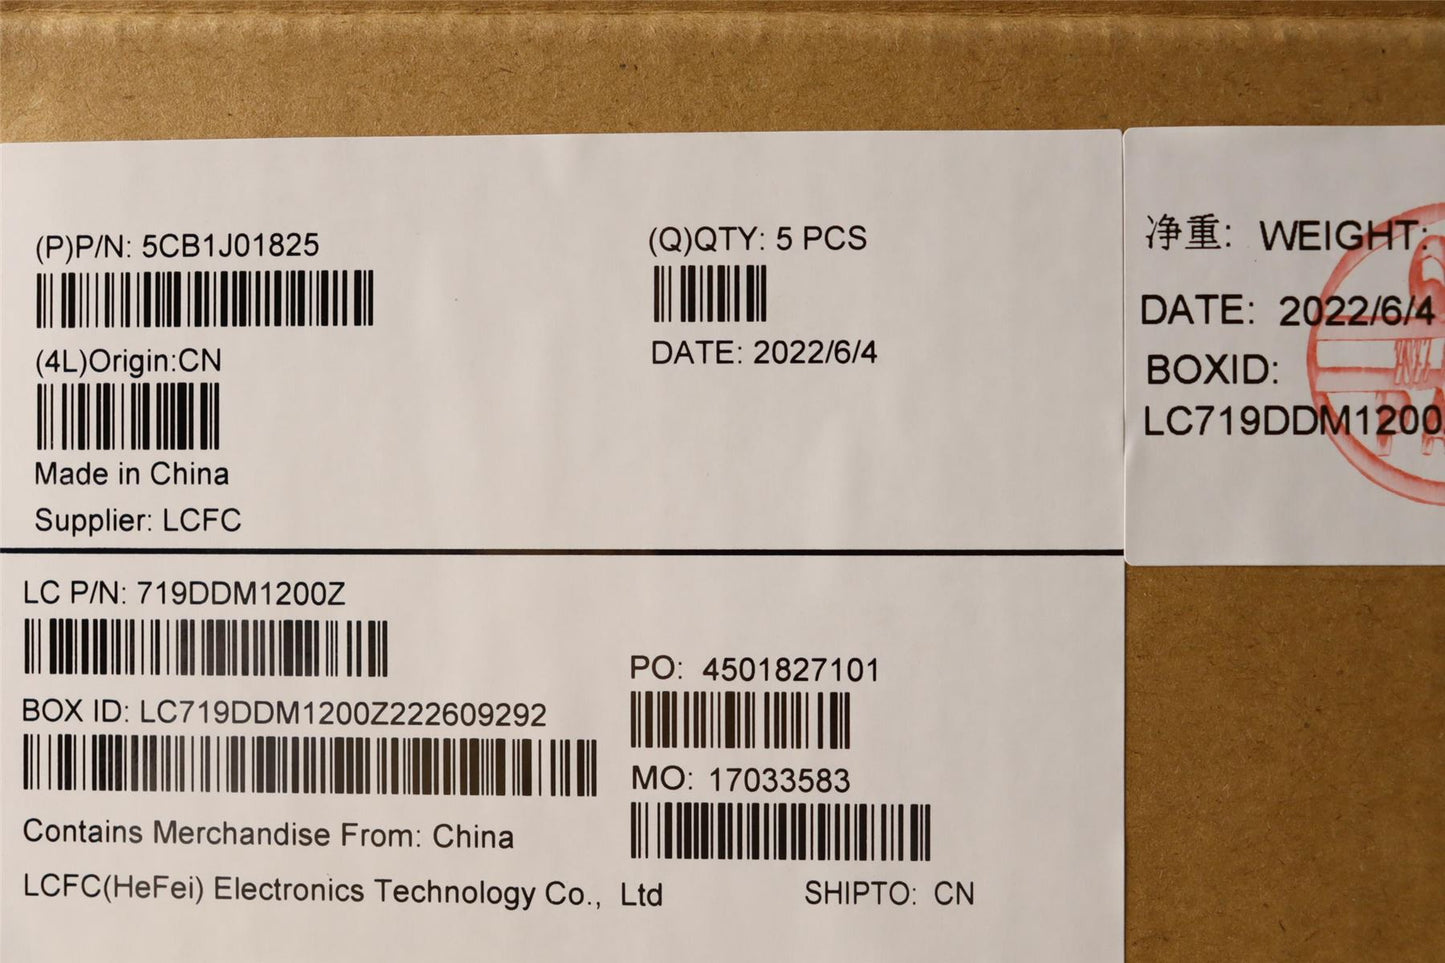 (P)P/N: 5CB1J01825
(Q)QTY: 5 PCS
DATE: 2022/6/4
(4L)Origin:CN
Made in China
Supplier: LCFC
LC P/N: 719DDM1200Z
BOX ID: LC719DDM1200Z222609292
PO: 4501827101
MO: 17033583
Contains Merchandise From: China
LCFC(HeFei) Electronics Technology Co., Ltd
SHIPTO: CN
净重: WEIGHT:
DATE: 2022/6/4
BOXID:
LC719DDM1200